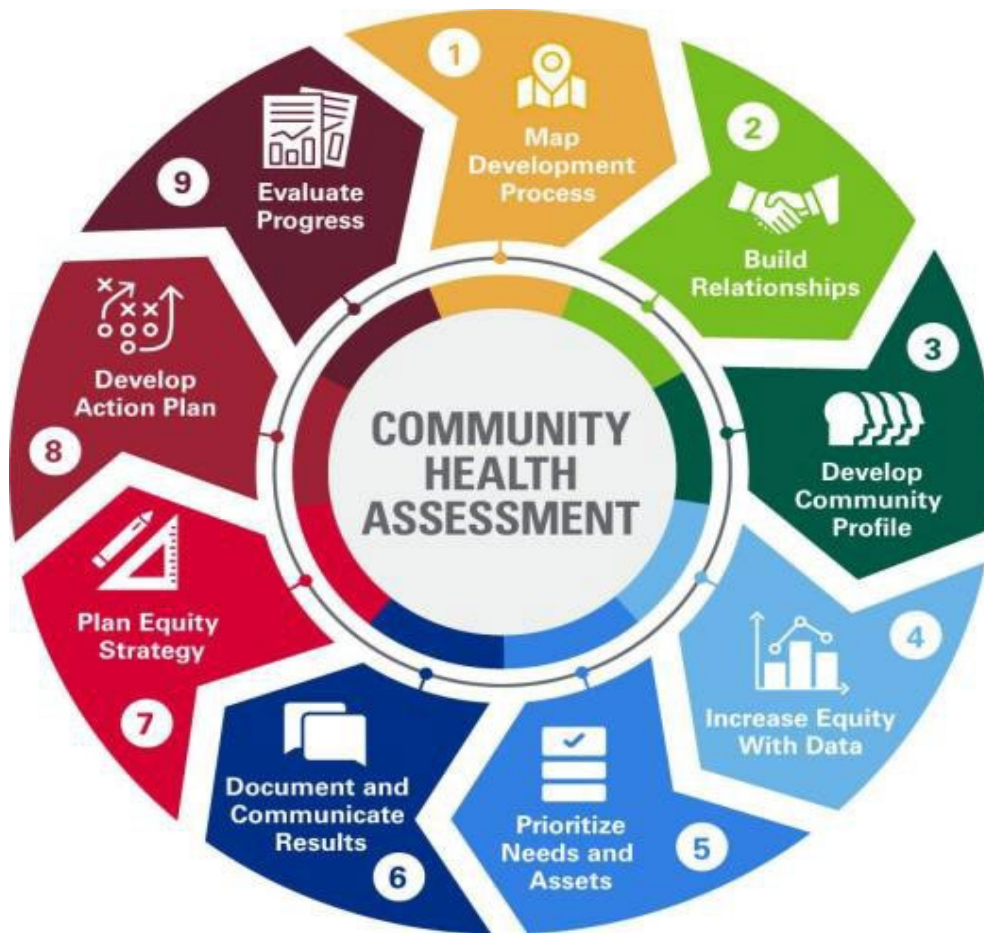 1
Map
Development
Process
2
Build
Relationships
3
Develop
Community
Profile
4
Increase Equity
With Data
5
Prioritize
Needs and
Assets
6
Document and
Communicate
Results
7
Plan Equity
Strategy
8
Develop
Action Plan
9
Evaluate
Progress
COMMUNITY
HEALTH
ASSESSMENT